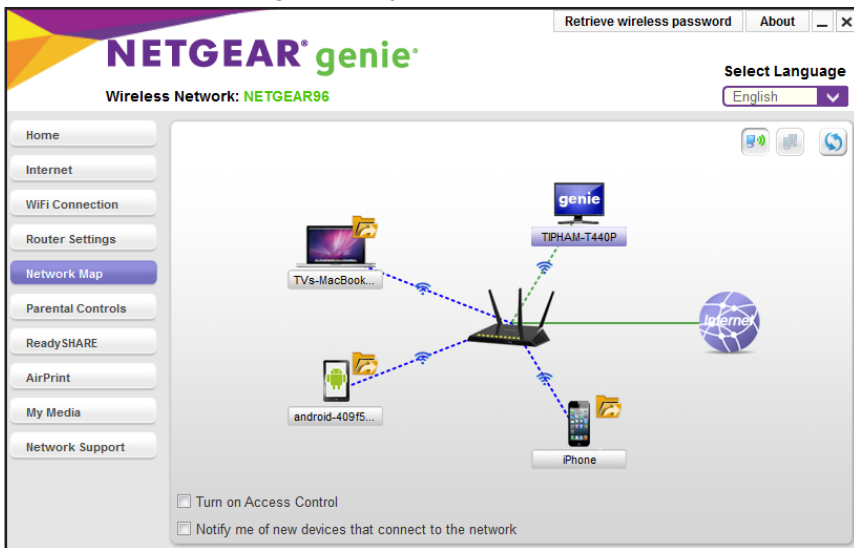 Retrieve wireless password About
NETGEAR® genie®
Select Language
Wireless Network: NETGEAR96
English
Home
Internet
WiFi Connection
Router Settings
Network Map
Parental Controls
ReadySHARE
AirPrint
My Media
Network Support
genie
TIPHAM-T440P
TVs-MacBook...
Internet
android-409f5...
iPhone
Turn on Access Control
Notify me of new devices that connect to the network